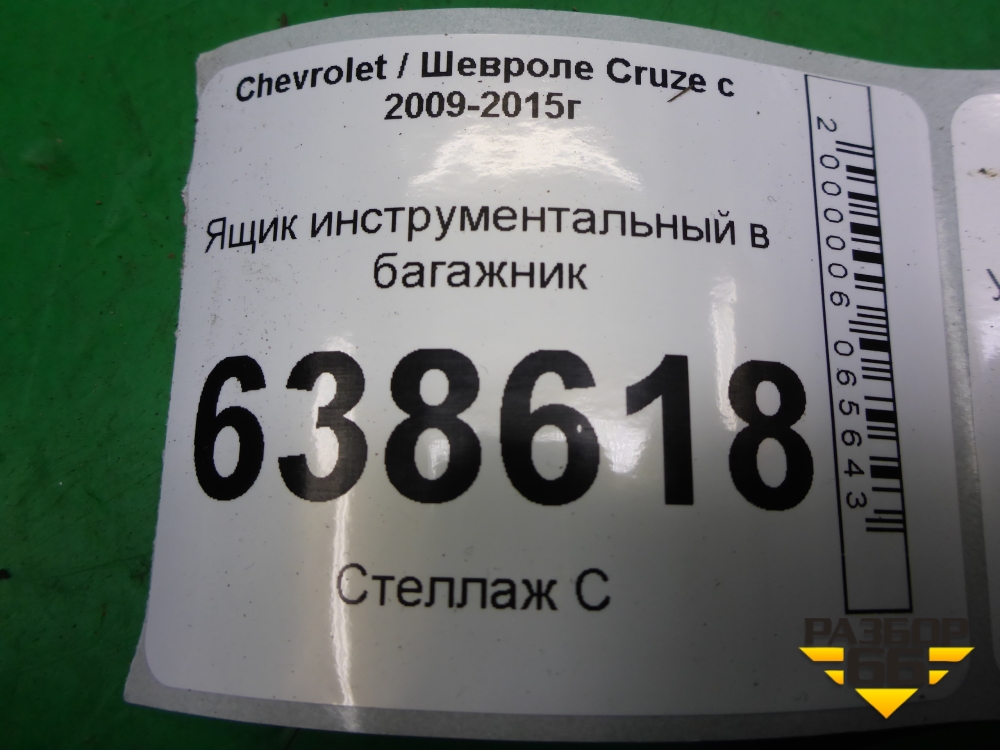 Chevrolet / Шевроле Cruze с
2009-2015г
Ящик инструментальный в
багажник
638618
Стеллаж С
2000006065643
РАЗБОР
66